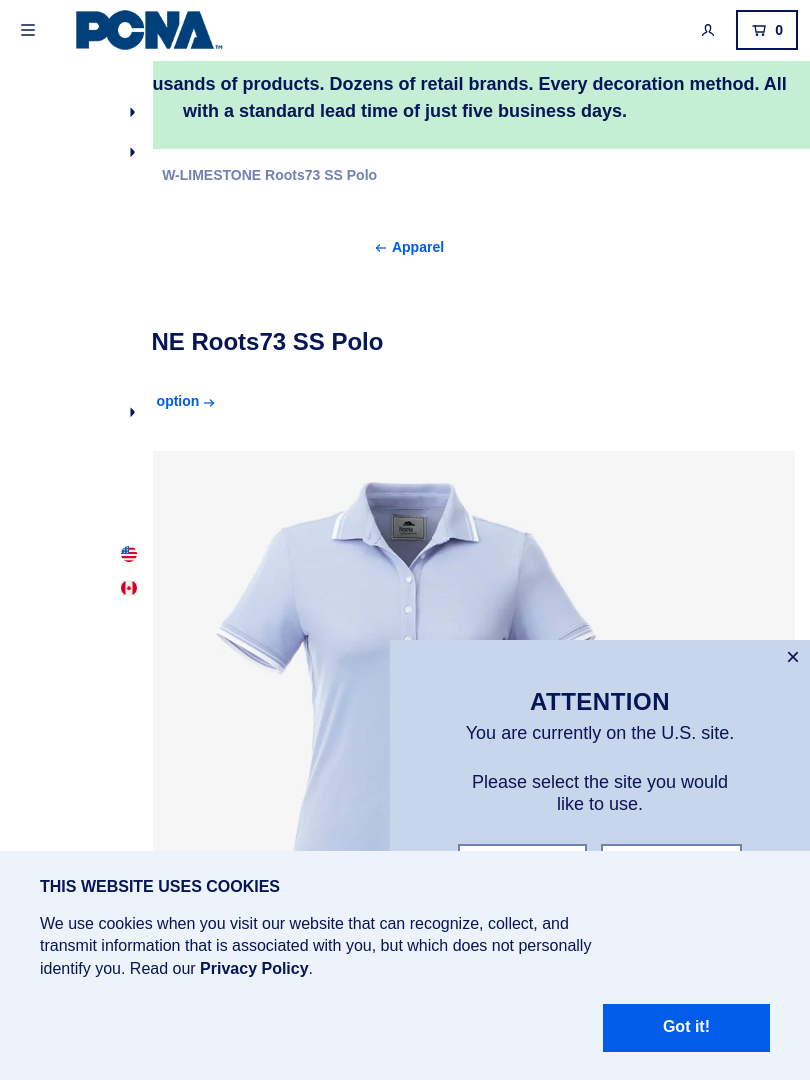 PCNA™
0
usands of products. Dozens of retail brands. Every decoration method. All
with a standard lead time of just five business days.
W-LIMESTONE Roots73 SS Polo
← Apparel
NE Roots73 SS Polo
option →
Roots
ATTENTION
You are currently on the U.S. site.
Please select the site you would
like to use.
THIS WEBSITE USES COOKIES
We use cookies when you visit our website that can recognize, collect, and
transmit information that is associated with you, but which does not personally
identify you. Read our Privacy Policy.
Got it!